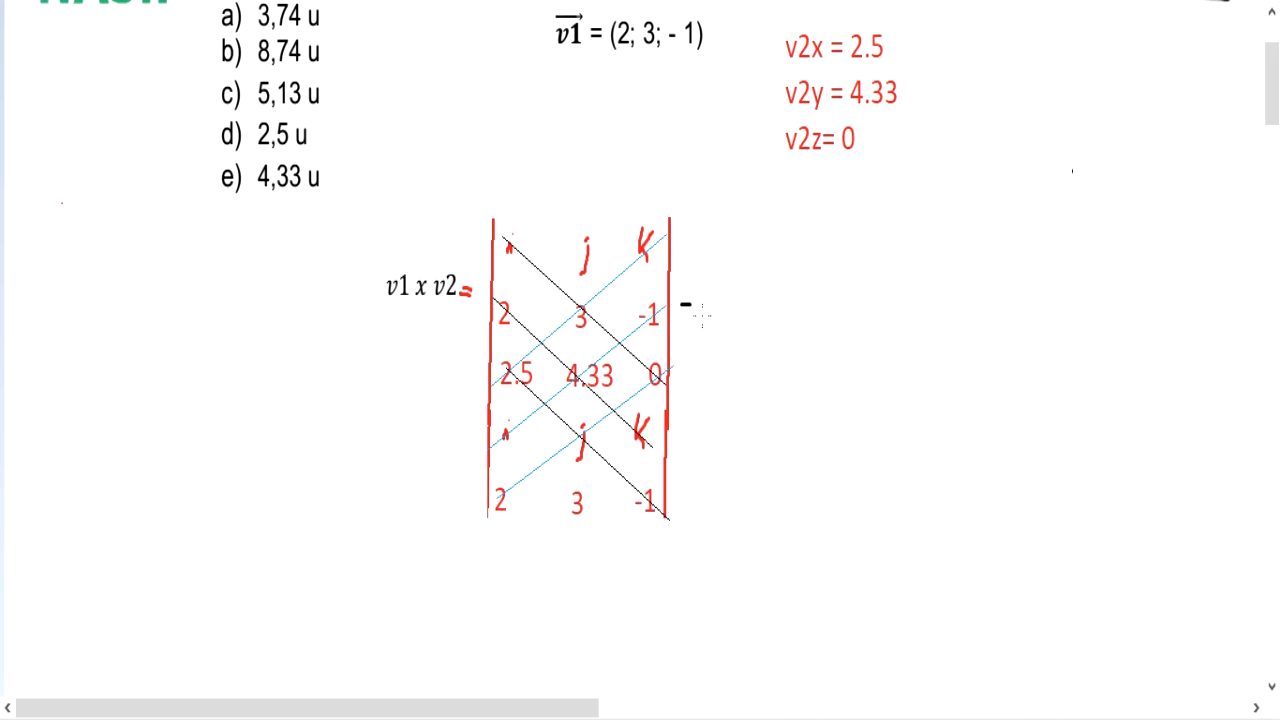 a) 3,74 u
b) 8,74 u
c) 5,13 u
d) 2,5 u
e) 4,33 u
v1 = (2; 3; - 1)
v2x = 2.5
v2y = 4.33
v2z= 0
v1 x v2 =
i j k
2 3 -1
2.5 4.33 0
i j k
2 3 -1
-